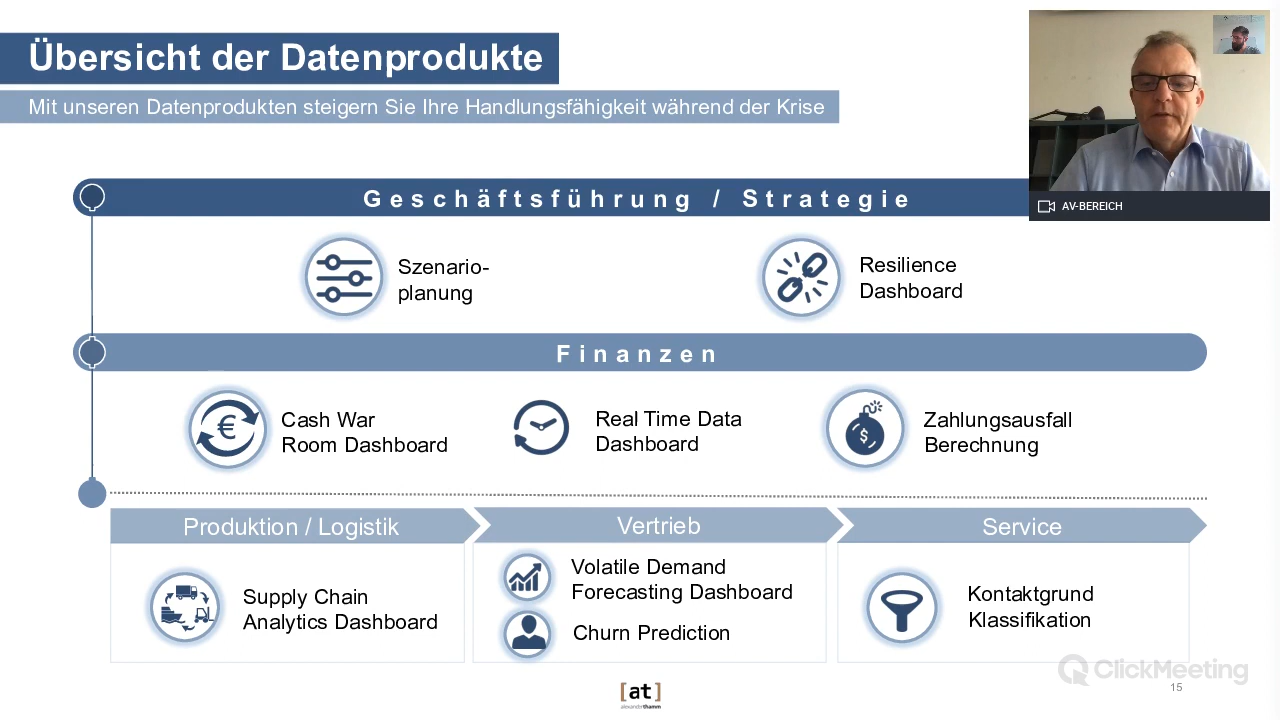 Übersicht der Datenprodukte
Mit unseren Datenprodukten steigern Sie Ihre Handlungsfähigkeit während der Krise
AV-BEREICH
Geschäftsführung / Strategie
Szenario-
planung
Resilience
Dashboard
Finanzen
€
Cash War
Room Dashboard
Real Time Data
Dashboard
$
Zahlungsausfall
Berechnung
Produktion / Logistik
Vertrieb
Service
Supply Chain
Analytics Dashboard
Volatile Demand
Forecasting Dashboard
Churn Prediction
Kontaktgrund
Klassifikation
ClickMeeting
[at]
alexanderthamm
15